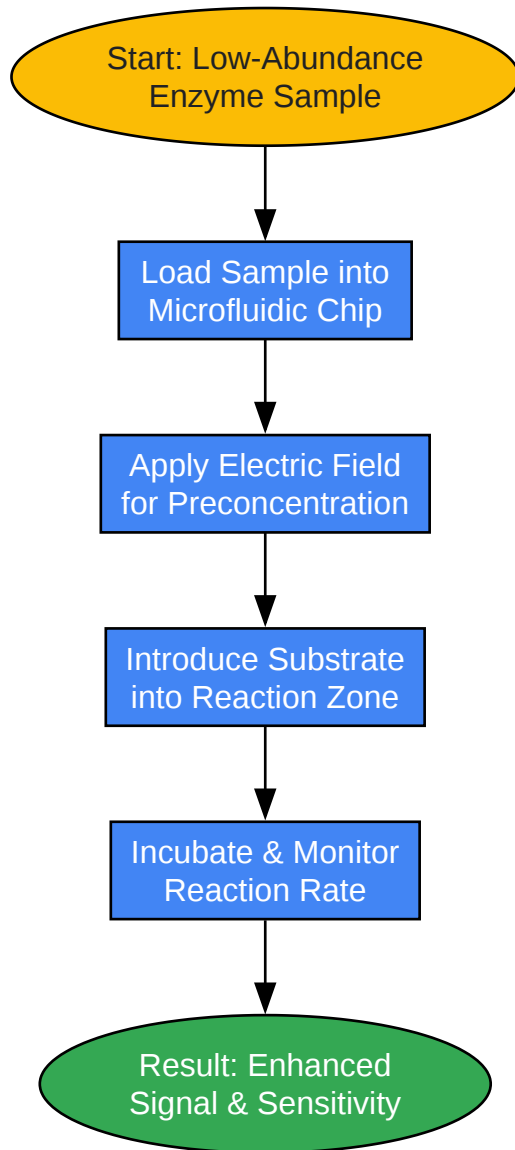 Start: Low-Abundance
Enzyme Sample
Load Sample into
Microfluidic Chip
Apply Electric Field
for Preconcentration
Introduce Substrate
into Reaction Zone
Incubate & Monitor
Reaction Rate
Result: Enhanced
Signal & Sensitivity